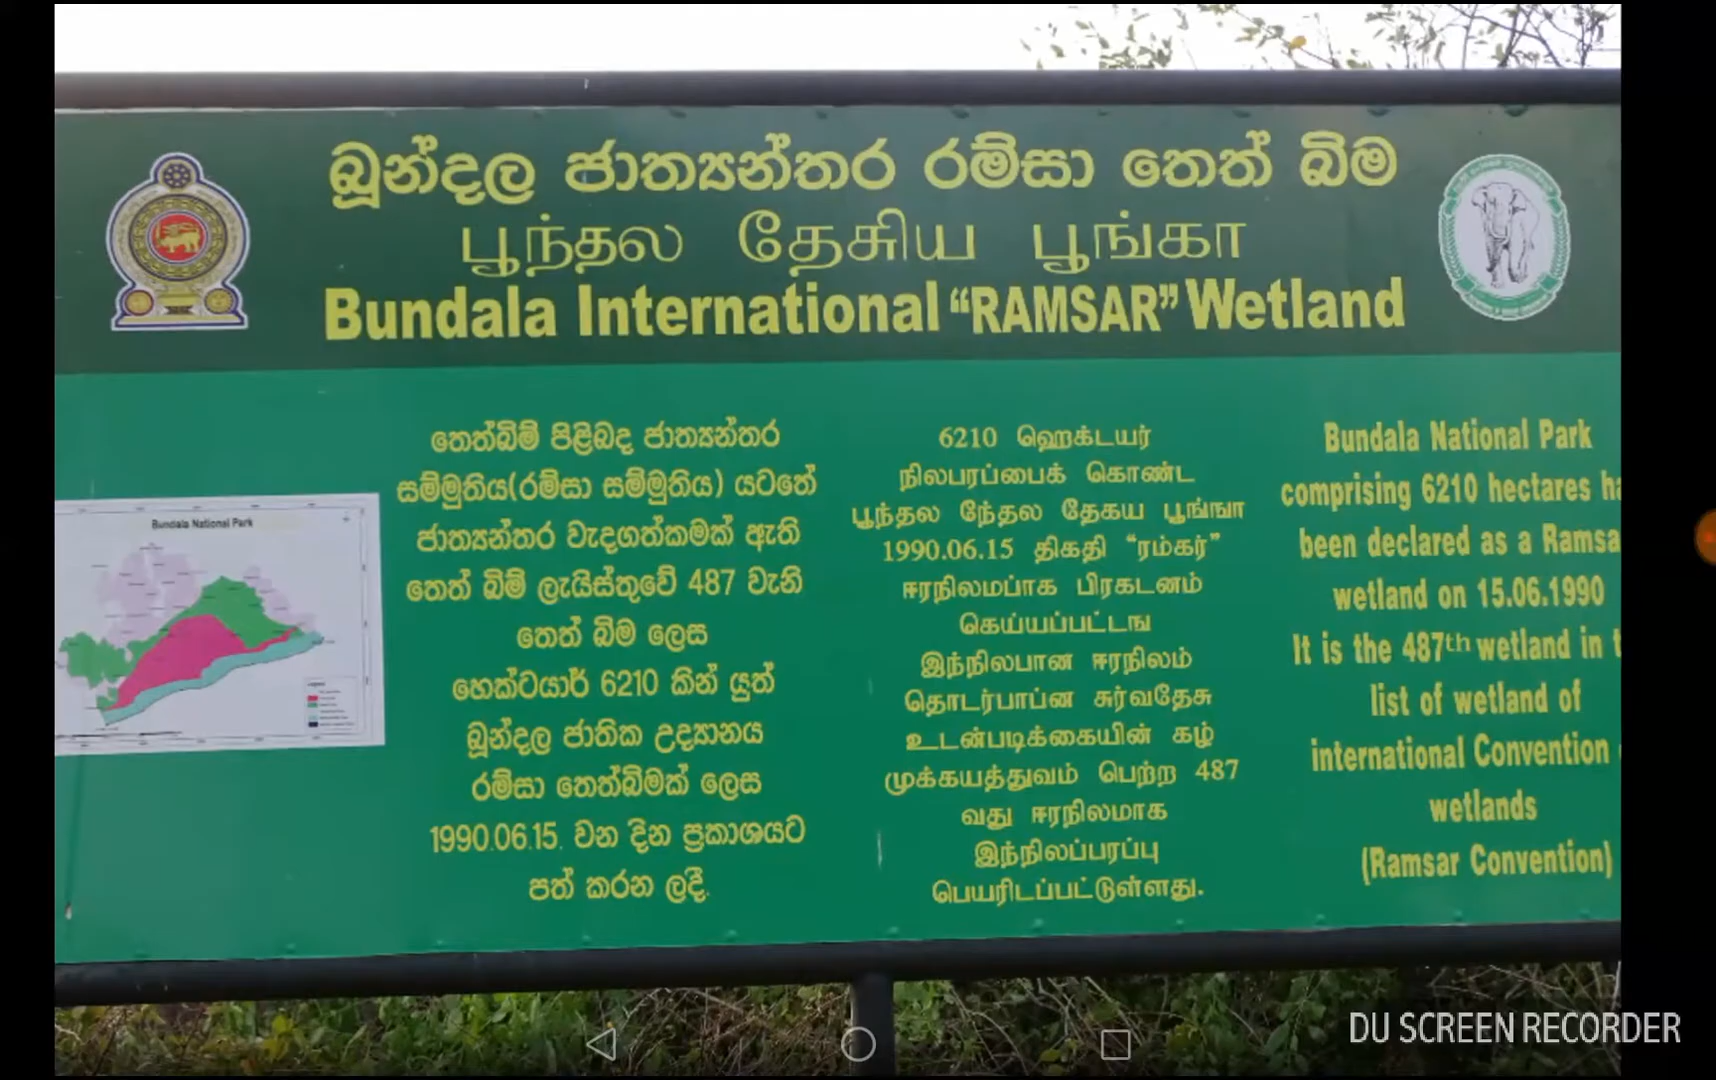 බූන්දල ජාත්‍යන්තර රම්සා තෙත් බිම
பூந்தல தேசிய பூங்கா
Bundala International “RAMSAR” Wetland
Bundala National Park
තෙත්බිම් පිළිබද ජාත්‍යන්තර
සම්මුතිය(රම්සා සම්මුතිය) යටතේ
ජාත්‍යන්තර වැදගත්කමක් ඇති
තෙත් බිම් ලැයිස්තුවේ 487 වැනි
තෙත් බිම ලෙස
හෙක්ටයාර් 6210 කින් යුත්
බූන්දල ජාතික උද්‍යානය
රම්සා තෙත්බිමක් ලෙස
1990.06.15. වන දින ප්‍රකාශයට
පත් කරන ලදී.
6210 ஹெக்டயர்
நிலபரப்பைக் கொண்ட
பூந்தல ந்தேல தேகய பூங்ஙா
1990.06.15 திகதி “ரம்கர்”
ஈரநிலமப்ாக பிரகடனம்
கெய்யப்பட்டங
இந்நிலபான ஈரநிலம்
தொடர்பாப்ன சுர்வதேசு
உடன்படிக்கையின் கழ்
முக்கயத்துவம் பெற்ற 487
வது ஈரநிலமாக
இந்நிலப்பரப்பு
பெயரிடப்பட்டுள்ளது.
Bundala National Park
comprising 6210 hectares ha
been declared as a Ramsa
wetland on 15.06.1990
It is the 487th wetland in t
list of wetland of
international Convention
wetlands
(Ramsar Convention)
DU SCREEN RECORDER